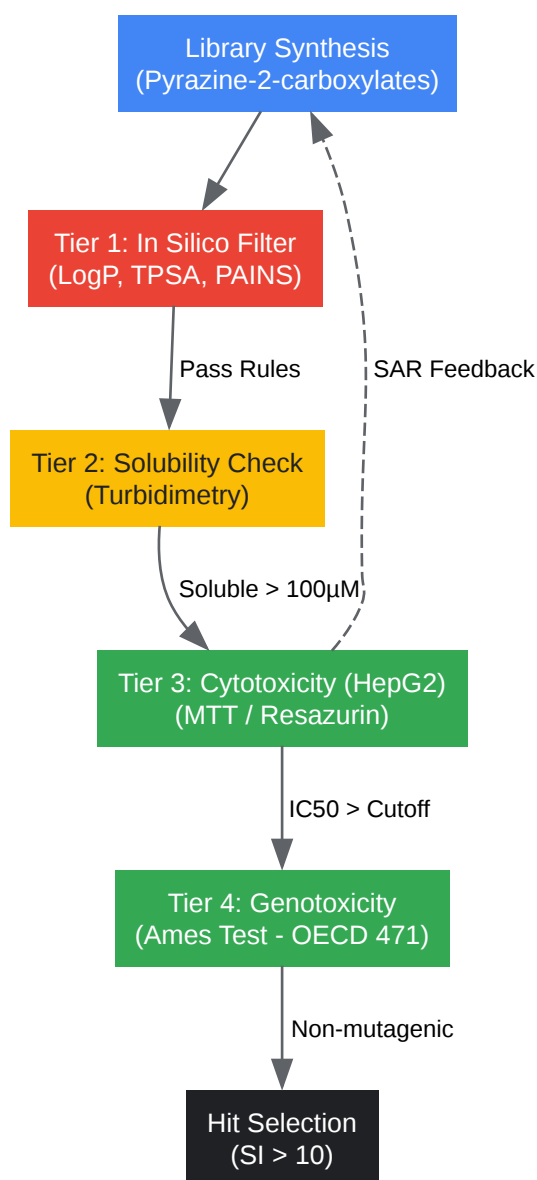 Library Synthesis
(Pyrazine-2-carboxylates)
Tier 1: In Silico Filter
(LogP, TPSA, PAINS)
Pass Rules
SAR Feedback
Tier 2: Solubility Check
(Turbidimetry)
Soluble > 100µM
Tier 3: Cytotoxicity (HepG2)
(MTT / Resazurin)
IC50 > Cutoff
Tier 4: Genotoxicity
(Ames Test - OECD 471)
Non-mutagenic
Hit Selection
(SI > 10)